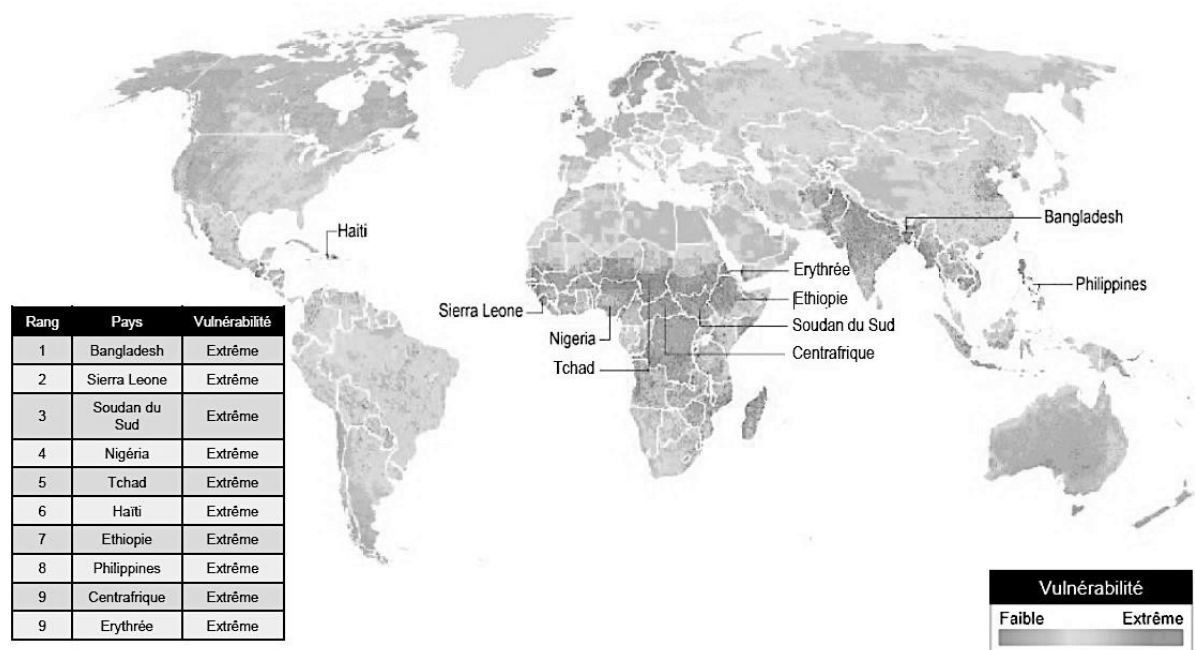 Haïti
Bangladesh
Erythrée
Philippines
Ethiopie
Sierra Leone
Soudan du Sud
Nigeria
Centrafrique
Tchad
Rang Pays Vulnérabilité
1 Bangladesh Extrême
2 Sierra Leone Extrême
3 Soudan du
Sud Extrême
4 Nigéria Extrême
5 Tchad Extrême
6 Haïti Extrême
7 Ethiopie Extrême
8 Philippines Extrême
9 Centrafrique Extrême
9 Erythrée Extrême
Vulnérabilité
Faible Extrême